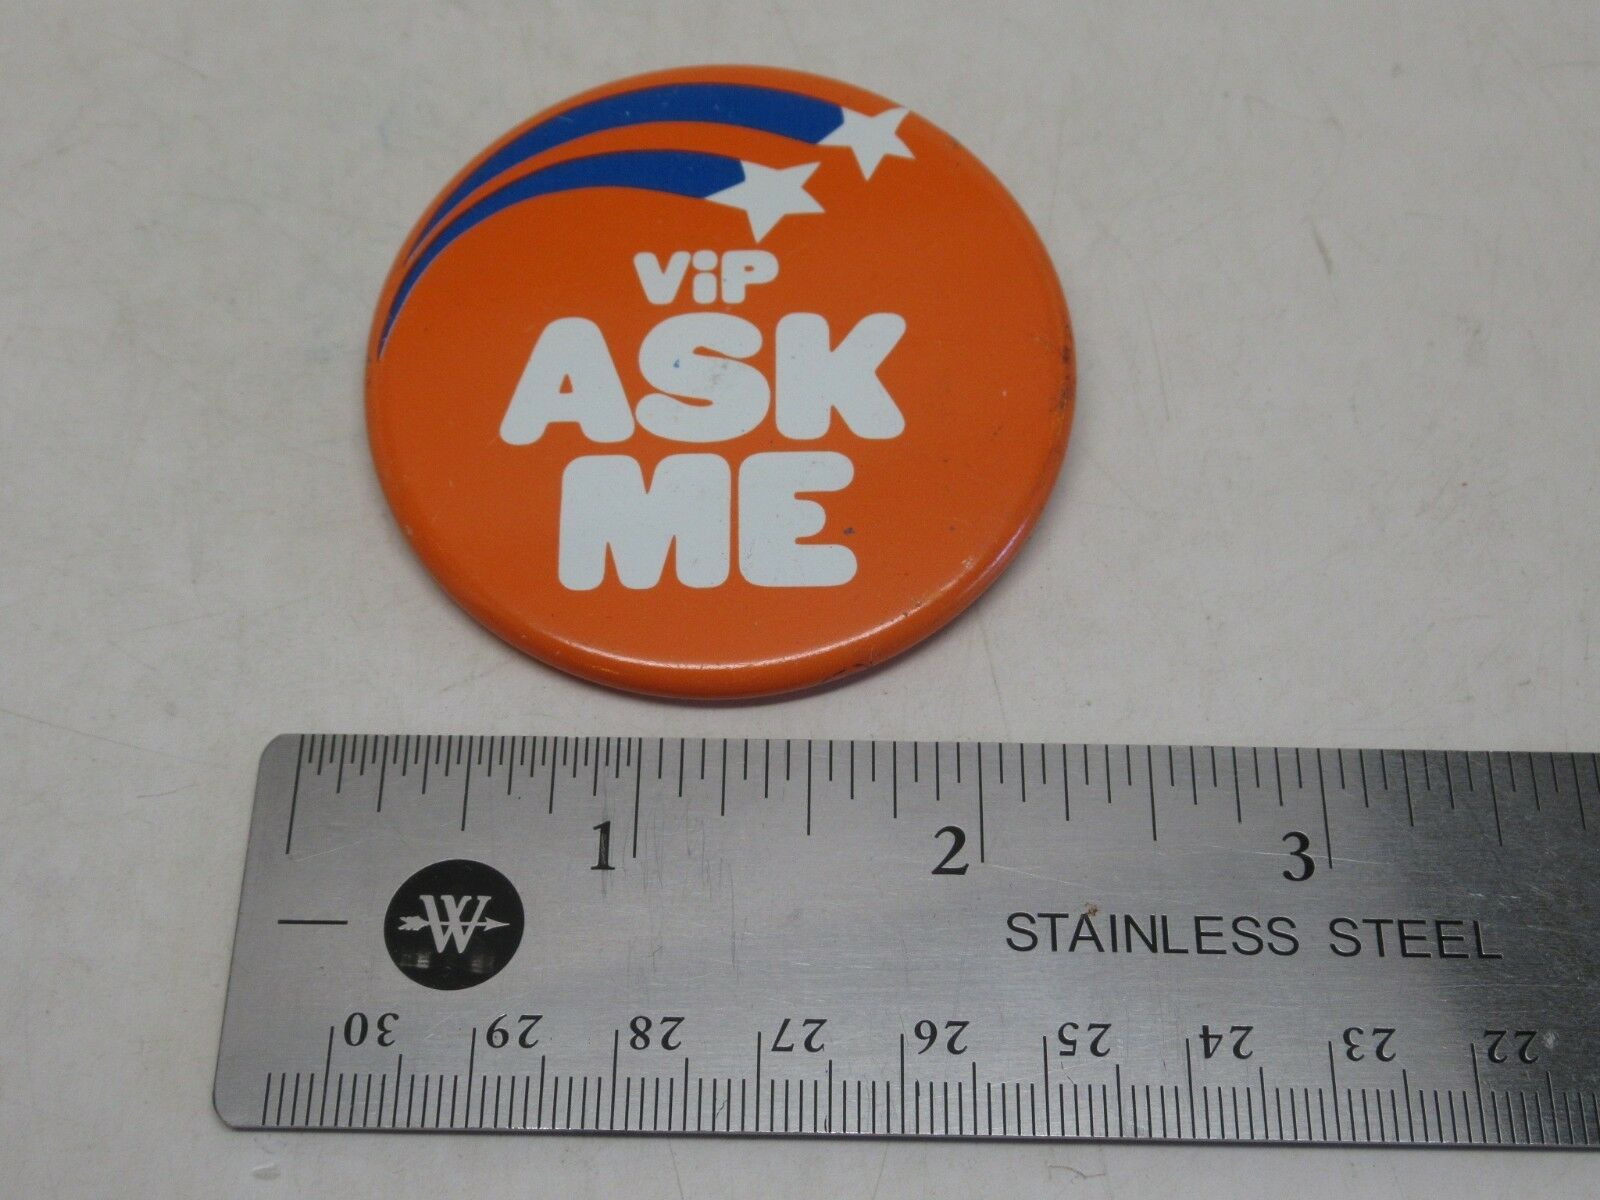 ViP
ASK
ME
1 2 3
W
STAINLESS STEEL
30 29 28 27 26 25 24 23 22